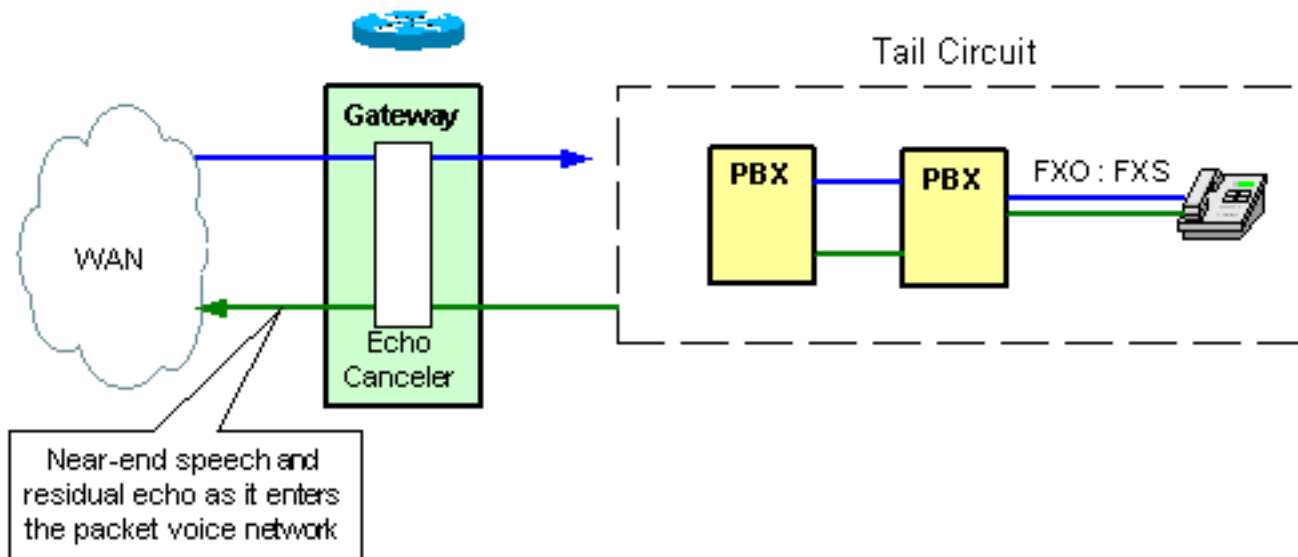 Tail Circuit
Gateway
PBX
PBX
FXO : FXS
WAN
Echo
Canceler
Near-end speech and
residual echo as it enters
the packet voice network